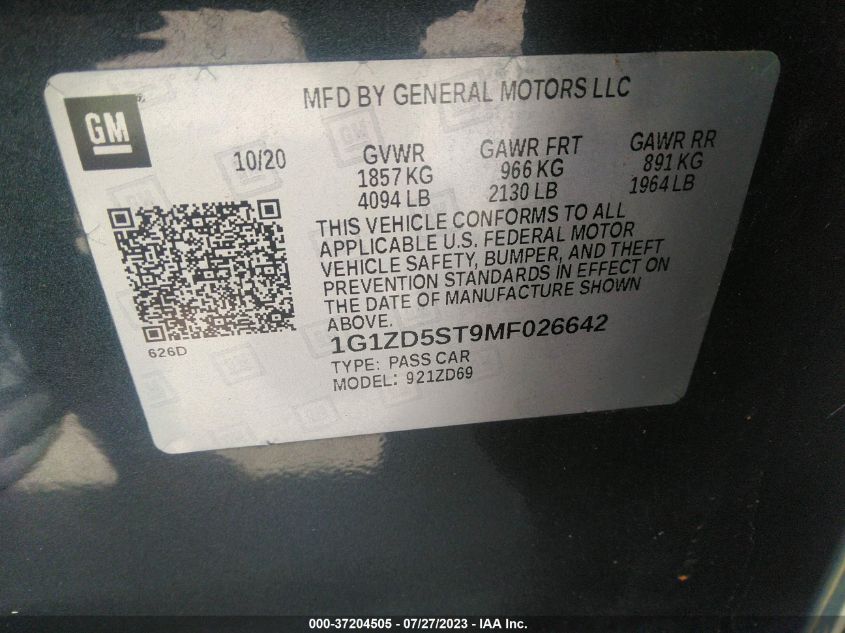 MFD BY GENERAL MOTORS LLC
GM
10/20
GVWR
1857 KG
4094 LB
GAWR FRT
966 KG
2130 LB
GAWR RR
891 KG
1964 LB
THIS VEHICLE CONFORMS TO ALL
APPLICABLE U.S. FEDERAL MOTOR
VEHICLE SAFETY, BUMPER, AND THEFT
PREVENTION STANDARDS IN EFFECT ON
THE DATE OF MANUFACTURE SHOWN
ABOVE.
626D
1G1ZD5ST9MF026642
TYPE: PASS CAR
MODEL: 921ZD69
000-37204505 - 07/27/2023 - IAA Inc.